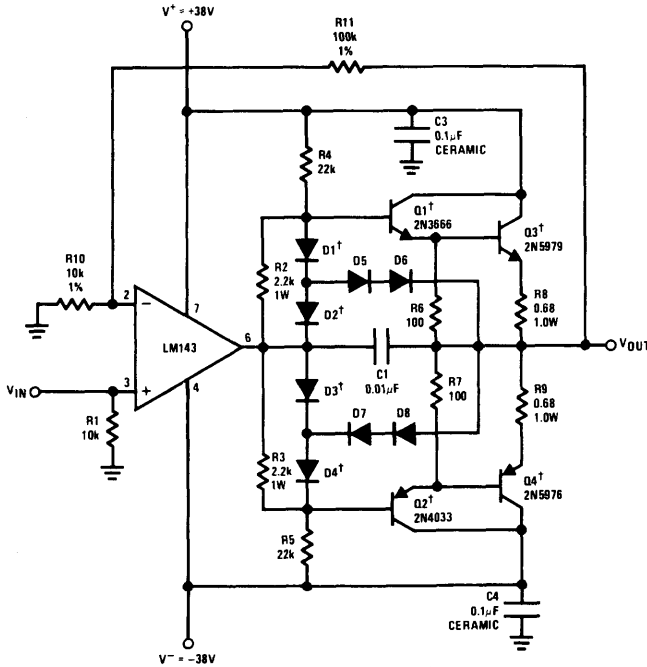 V⁺ = +38V
R11
100k
1%
C3
0.1μF
CERAMIC
R4
22k
Q1†
2N3666
Q3†
2N5979
D1†
R10
10k
1%
R2
2.2k
1W
D5
D6
R6
100
R8
0.68
1.0W
D2†
2
−
7
LM143
6
VOUT
4
C1
0.01μF
R7
100
R9
0.68
1.0W
VIN
3
+
R1
10k
D3†
D7
D8
R3
2.2k
1W
D4†
Q4†
2N5976
Q2†
2N4033
R5
22k
C4
0.1μF
CERAMIC
V⁻ = −38V